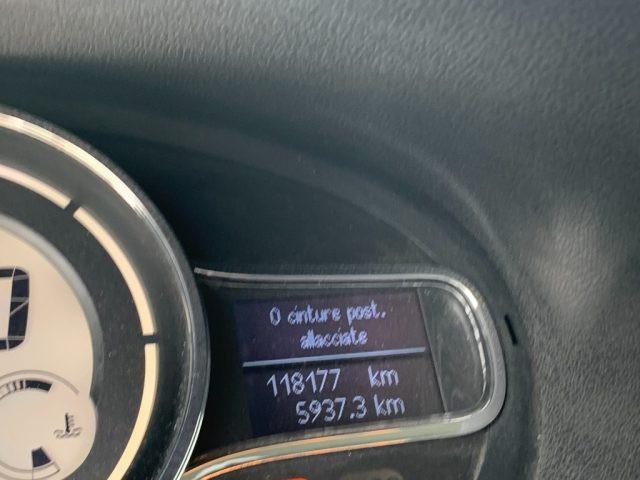 0 cinture post.
allacciate
118177 km
5937.3 km